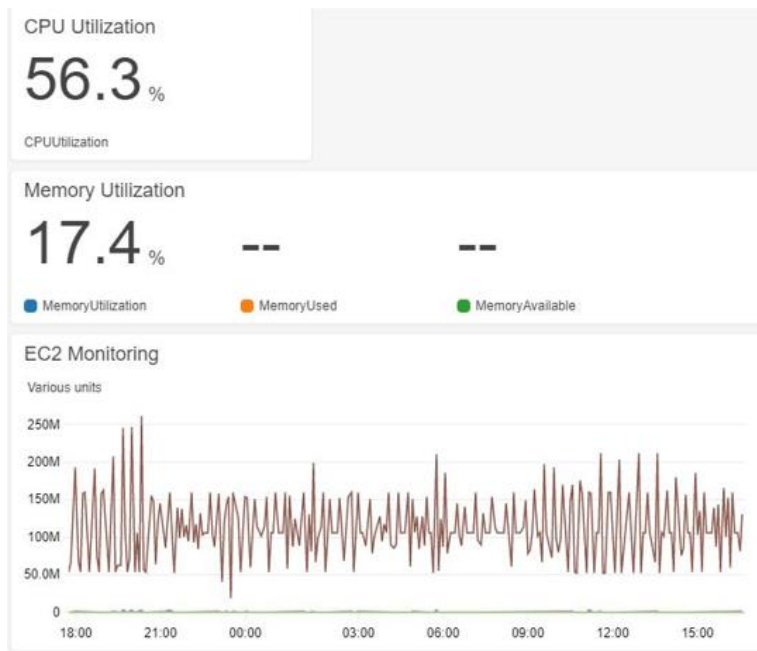 CPU Utilization
56.3 %
CPUUtilization
Memory Utilization
17.4 % -- --
MemoryUtilization MemoryUsed MemoryAvailable
EC2 Monitoring
Various units
250M
200M
150M
100M
50.0M
0
18:00 21:00 00:00 03:00 06:00 09:00 12:00 15:00